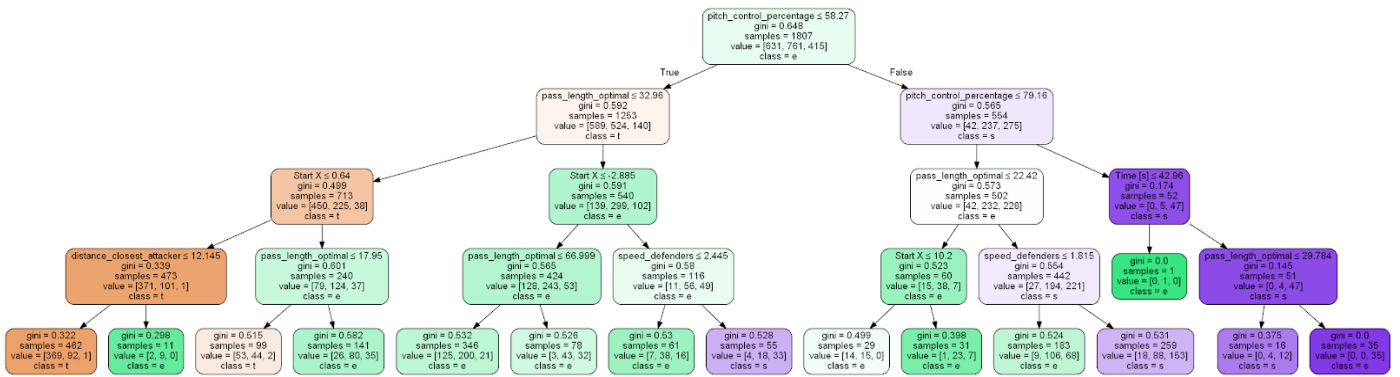 pitch_control_percentage ≤ 58.27
gini = 0.648
samples = 1807
value = [631, 761, 415]
class = e
True
False
pass_length_optimal ≤ 32.96
gini = 0.592
samples = 1253
value = [589, 524, 140]
class = t
pitch_control_percentage ≤ 79.16
gini = 0.565
samples = 554
value = [42, 237, 275]
class = s
Start X ≤ 0.64
gini = 0.499
samples = 713
value = [450, 225, 38]
class = t
Start X ≤ -2.885
gini = 0.591
samples = 540
value = [139, 299, 102]
class = e
pass_length_optimal ≤ 22.42
gini = 0.573
samples = 502
value = [42, 232, 228]
class = e
Time [s] ≤ 42.96
gini = 0.174
samples = 52
value = [0, 5, 47]
class = s
distance_closest_attacker ≤ 12.145
gini = 0.339
samples = 473
value = [371, 101, 1]
class = t
pass_length_optimal ≤ 17.95
gini = 0.601
samples = 240
value = [79, 124, 37]
class = e
pass_length_optimal ≤ 66.999
gini = 0.565
samples = 424
value = [128, 243, 53]
class = e
speed_defenders ≤ 2.445
gini = 0.58
samples = 116
value = [11, 56, 49]
class = e
Start X ≤ 10.2
gini = 0.523
samples = 60
value = [15, 38, 7]
class = e
speed_defenders ≤ 1.815
gini = 0.554
samples = 442
value = [27, 194, 221]
class = s
gini = 0.0
samples = 1
value = [0, 1, 0]
class = e
pass_length_optimal ≤ 29.784
gini = 0.145
samples = 51
value = [0, 4, 47]
class = s
gini = 0.322
samples = 462
value = [369, 92, 1]
class = t
gini = 0.298
samples = 11
value = [2, 9, 0]
class = e
gini = 0.515
samples = 99
value = [53, 44, 2]
class = t
gini = 0.582
samples = 141
value = [26, 80, 35]
class = e
gini = 0.532
samples = 346
value = [125, 200, 21]
class = e
gini = 0.526
samples = 78
value = [3, 43, 32]
class = e
gini = 0.53
samples = 61
value = [7, 38, 16]
class = e
gini = 0.528
samples = 55
value = [4, 18, 33]
class = s
gini = 0.499
samples = 29
value = [14, 15, 0]
class = e
gini = 0.398
samples = 31
value = [1, 23, 7]
class = e
gini = 0.524
samples = 183
value = [9, 106, 68]
class = e
gini = 0.531
samples = 259
value = [18, 88, 153]
class = s
gini = 0.375
samples = 16
value = [0, 4, 12]
class = s
gini = 0.0
samples = 35
value = [0, 0, 35]
class = s